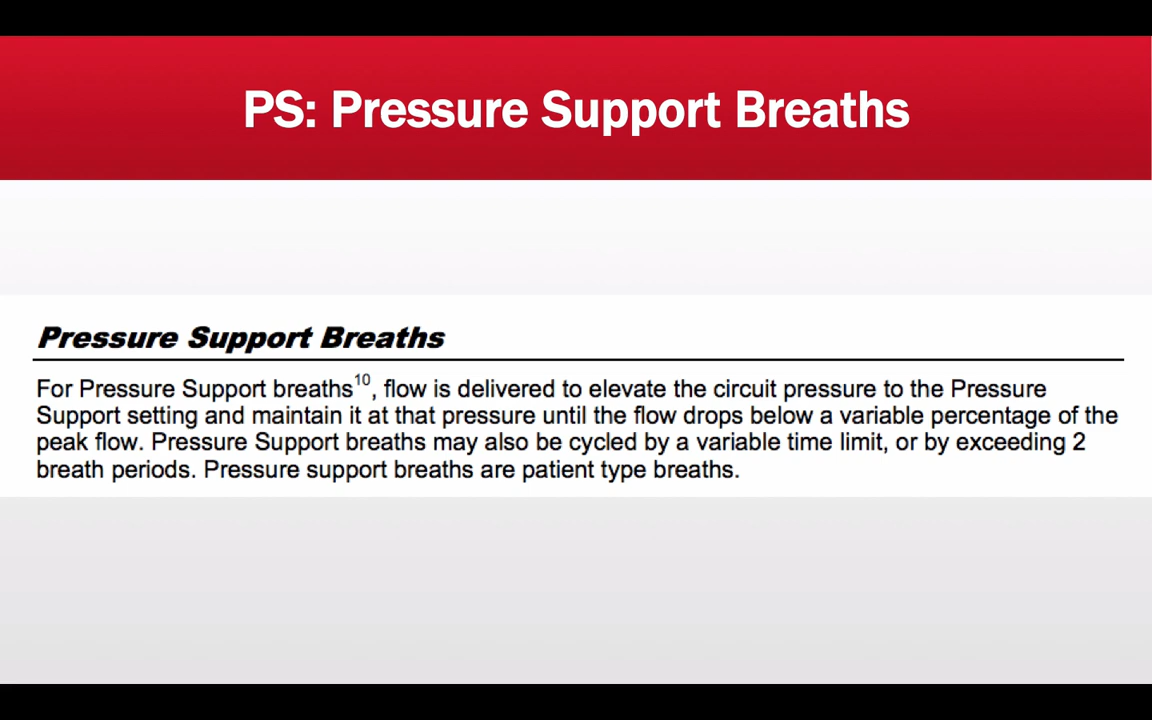 PS: Pressure Support Breaths
Pressure Support Breaths
For Pressure Support breaths10, flow is delivered to elevate the circuit pressure to the Pressure
Support setting and maintain it at that pressure until the flow drops below a variable percentage of the
peak flow. Pressure Support breaths may also be cycled by a variable time limit, or by exceeding 2
breath periods. Pressure support breaths are patient type breaths.